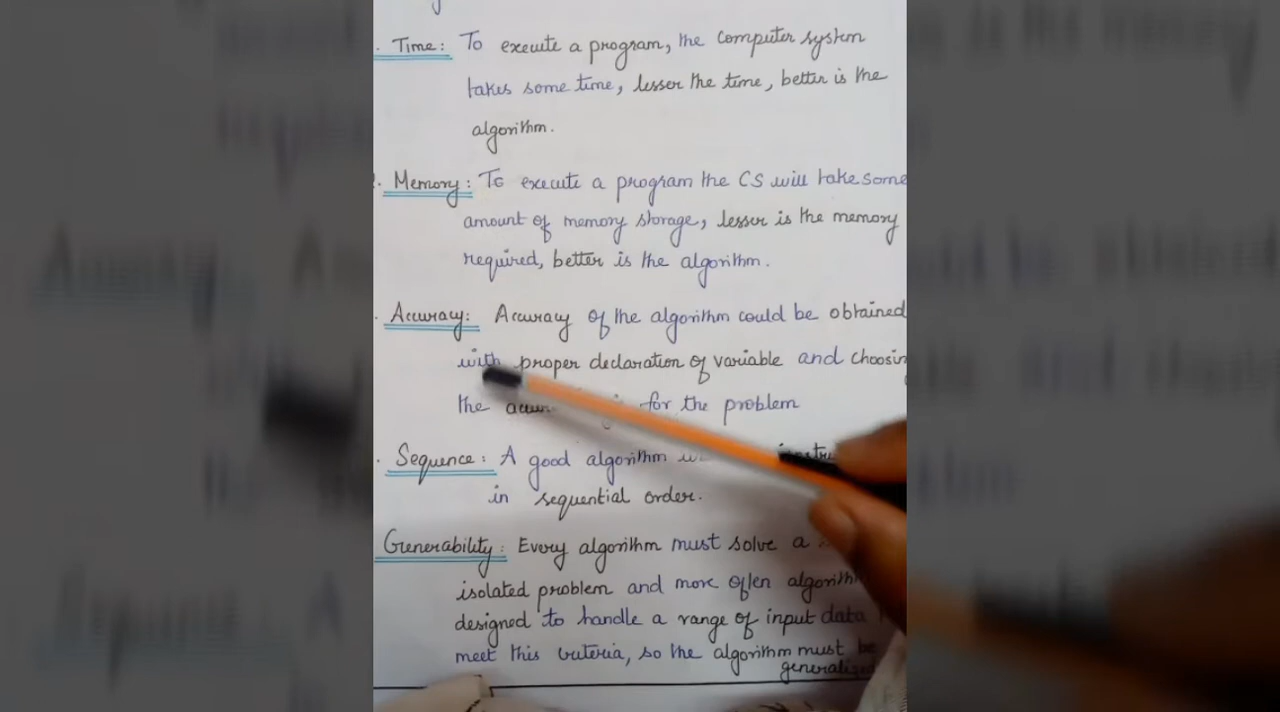 . Time: To execute a program, the computer system
takes some time, lesser the time, better is the
algorithm.
. Memory: To execute a program the CS will take some
amount of memory storage, lesser is the memory
required, better is the algorithm.
. Accuracy: Accuracy of the algorithm could be obtained
with proper declaration of variable and choosin
the for the problem
. Sequence: A good algorithm
in sequential order.
Generability: Every algorithm must solve a
isolated problem and more often algorithm
designed to handle a range of input data
meet this criteria, so the algorithm must be
generalised